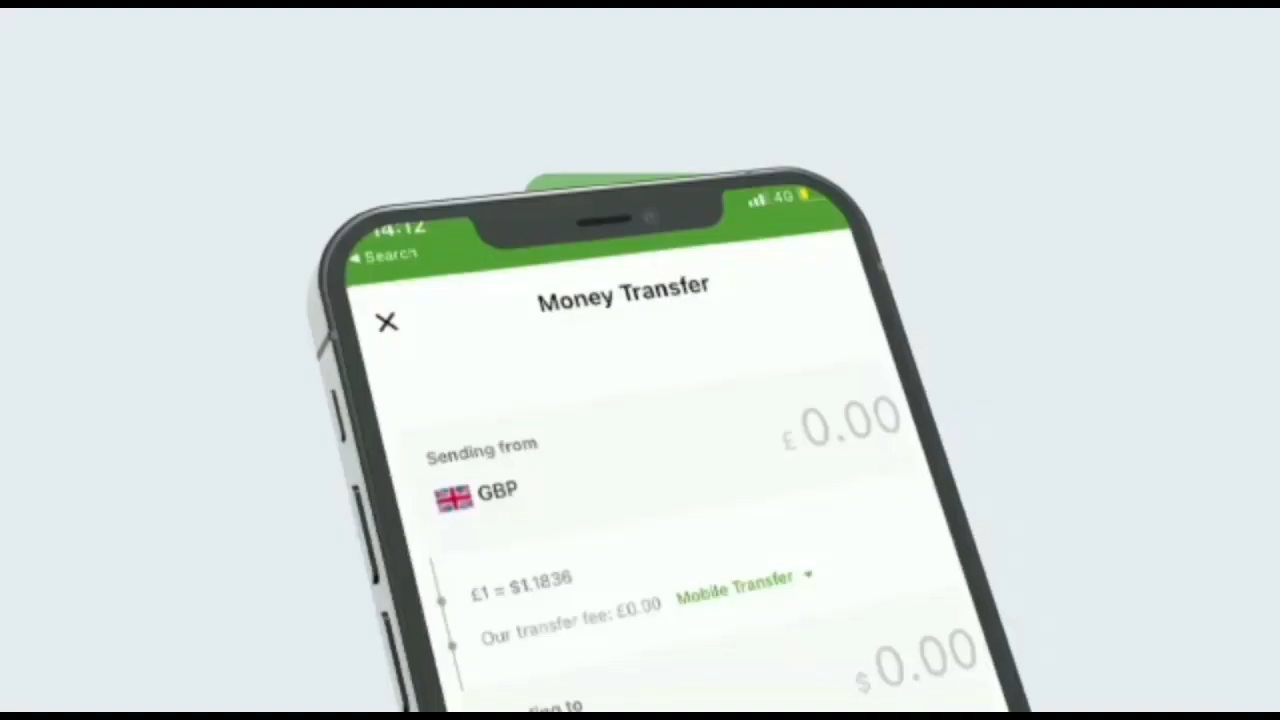 14:12
4G
Search
Money Transfer
£ 0.00
Sending from
GBP
£1 = $1.1836
Our transfer fee: £0.00 Mobile Transfer
$ 0.00
to